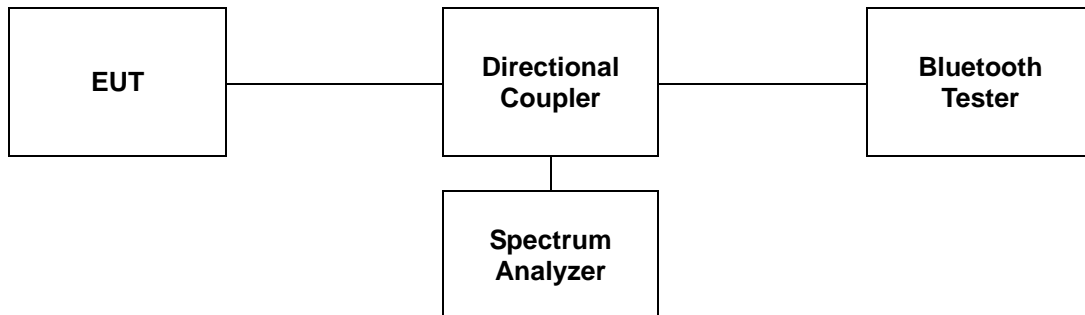 EUT
Directional
Coupler
Bluetooth
Tester
Spectrum
Analyzer